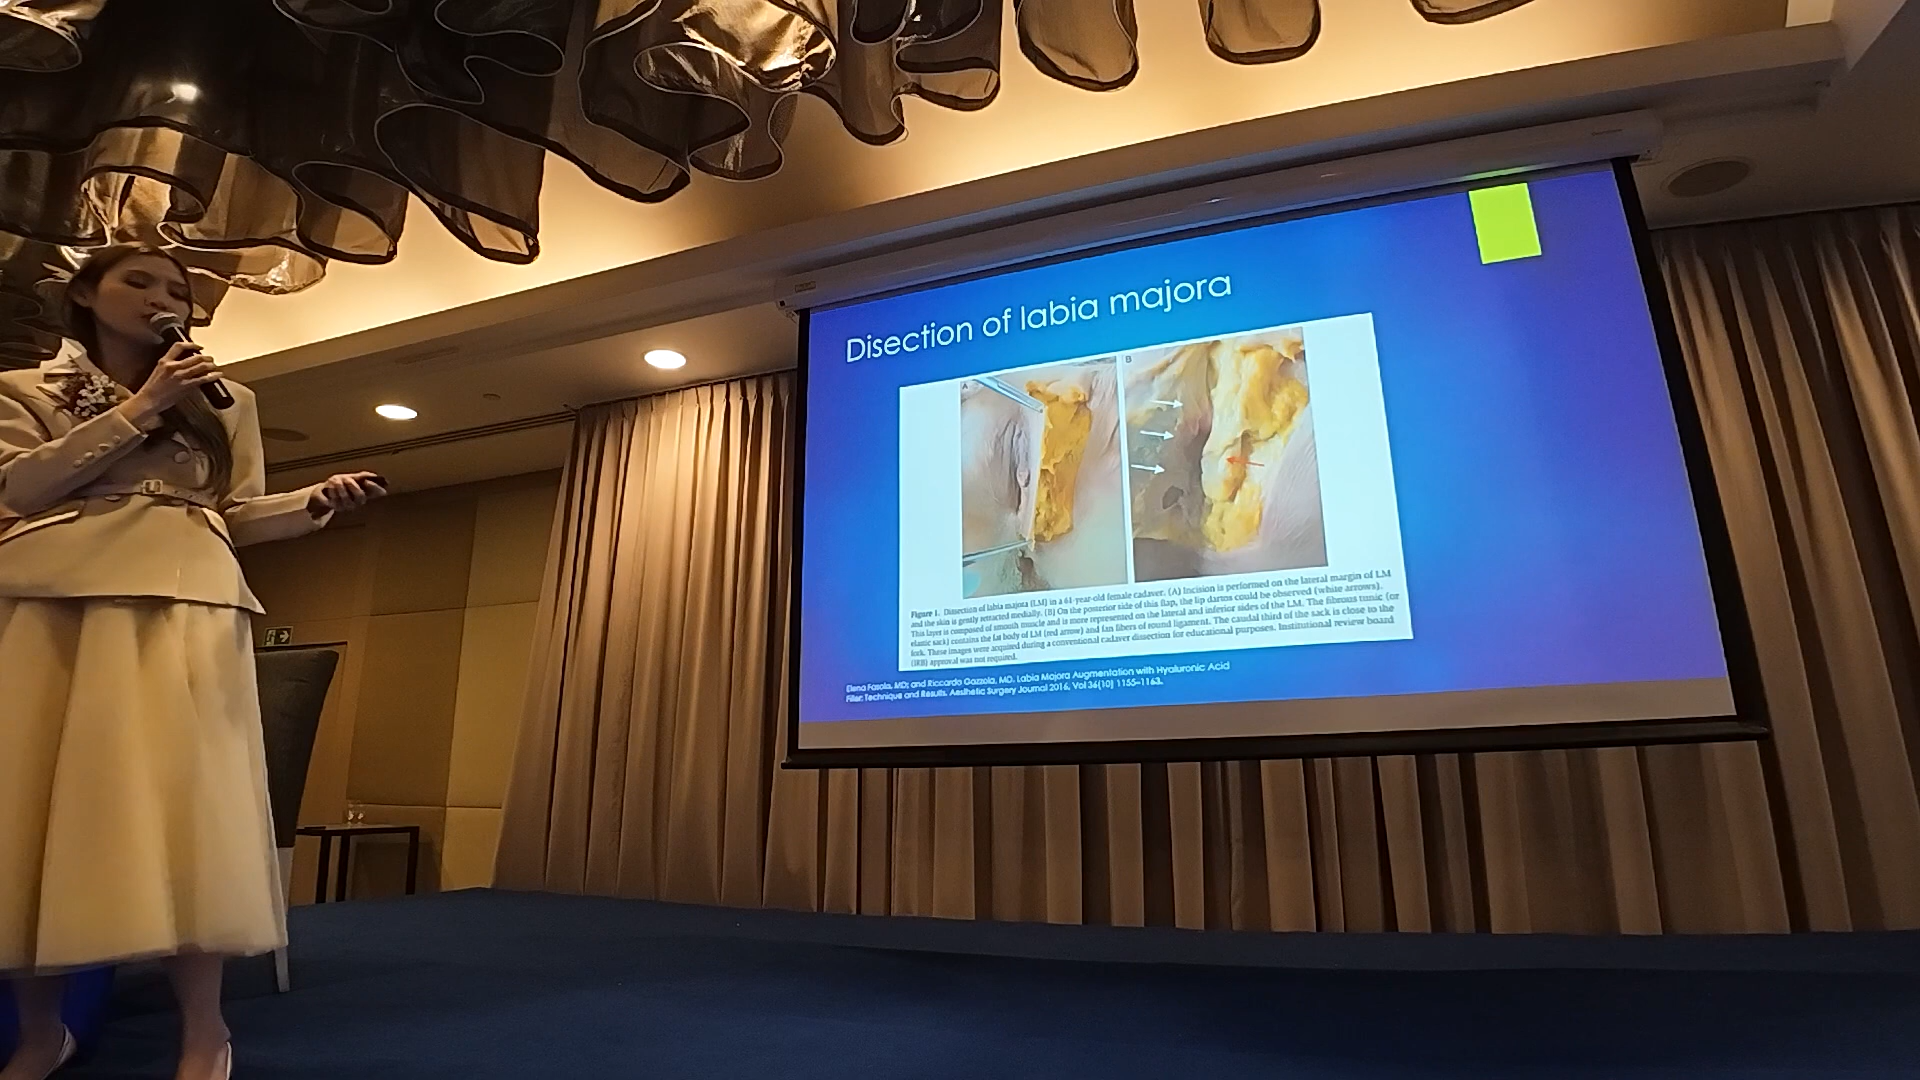 Disection of labia majora
A
B
Figure 1. Dissection of labia majora (LM) in a 61-year-old female cadaver. (A) Incision is performed on the lateral margin of LM
and the skin is gently retracted medially. (B) On the posterior side of this flap, the lip dartos could be observed (white arrows).
This layer is composed of smooth muscle and is more represented on the lateral and inferior sides of the LM. The fibrous tunic (or
elastic sack) contains the fat body of LM (red arrow) and fan fibers of round ligament. The caudal third of the sack is close to the
fork. These images were acquired during a conventional cadaver dissection for educational purposes. Institutional review board
(IRB) approval was not required.
Elena Fasola, MD; and Riccardo Gazzola, MD. Labia Majora Augmentation with Hyaluronic Acid
Filler: Technique and Results. Aesthetic Surgery Journal 2016, Vol 36(10) 1155–1163.